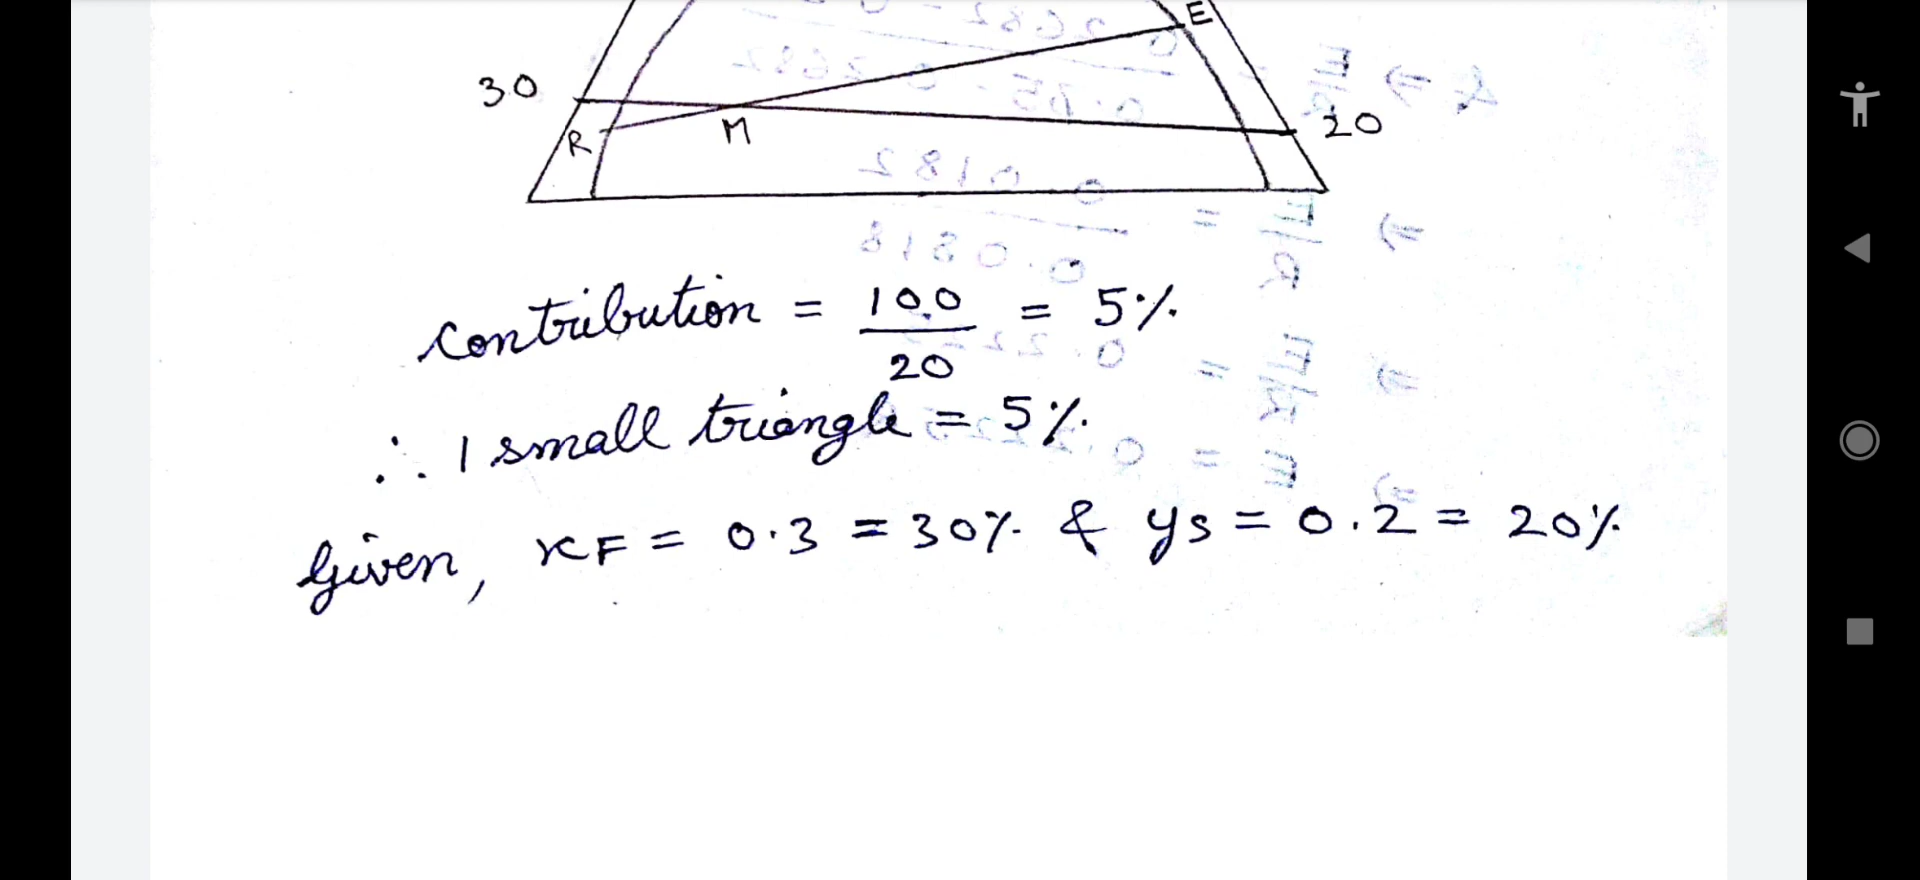 E
30
R
M
20
contribution = 100/20 = 5%
∴ 1 small triangle = 5%.
Given, xF = 0.3 = 30% & ys = 0.2 = 20%